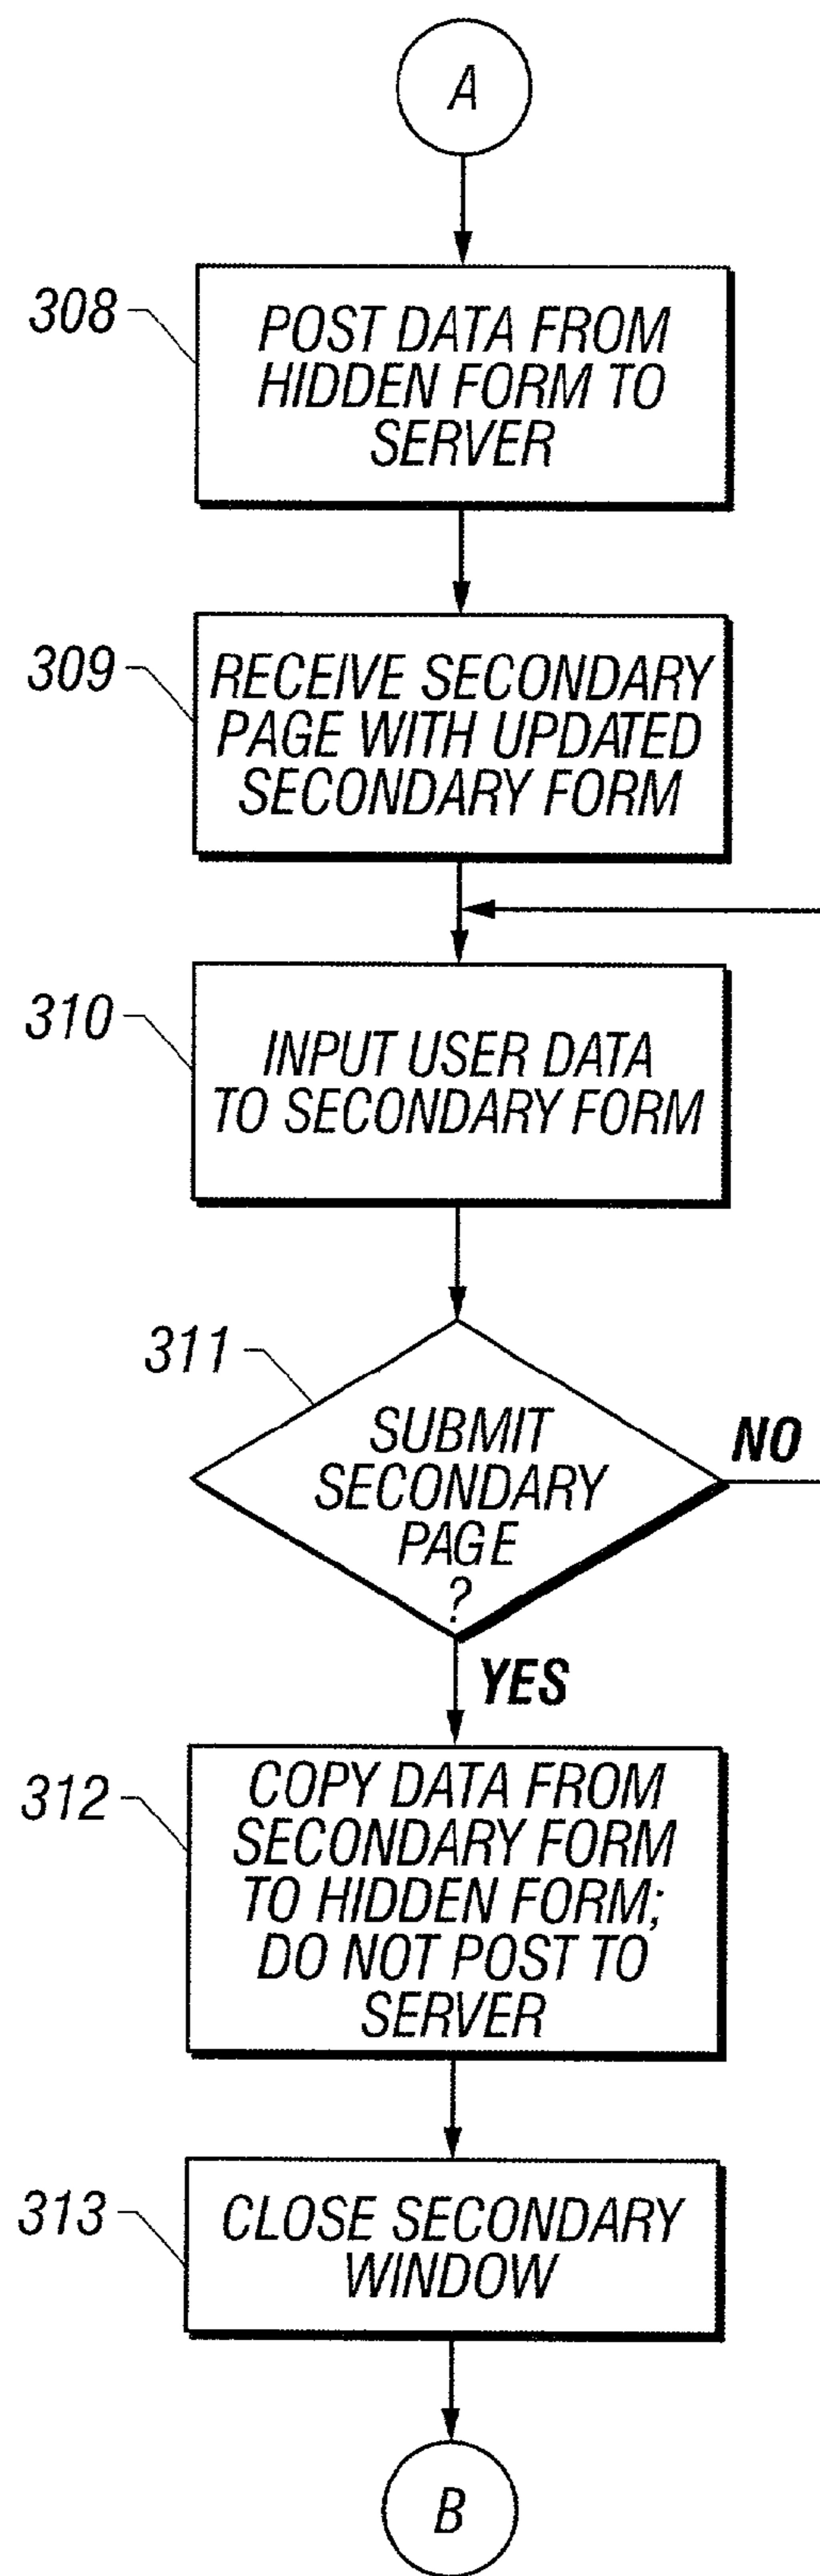 A
308
POST DATA FROM
HIDDEN FORM TO
SERVER
309
RECEIVE SECONDARY
PAGE WITH UPDATED
SECONDARY FORM
310
INPUT USER DATA
TO SECONDARY FORM
311
SUBMIT
SECONDARY
PAGE
?
NO
YES
312
COPY DATA FROM
SECONDARY FORM
TO HIDDEN FORM;
DO NOT POST TO
SERVER
313
CLOSE SECONDARY
WINDOW
B